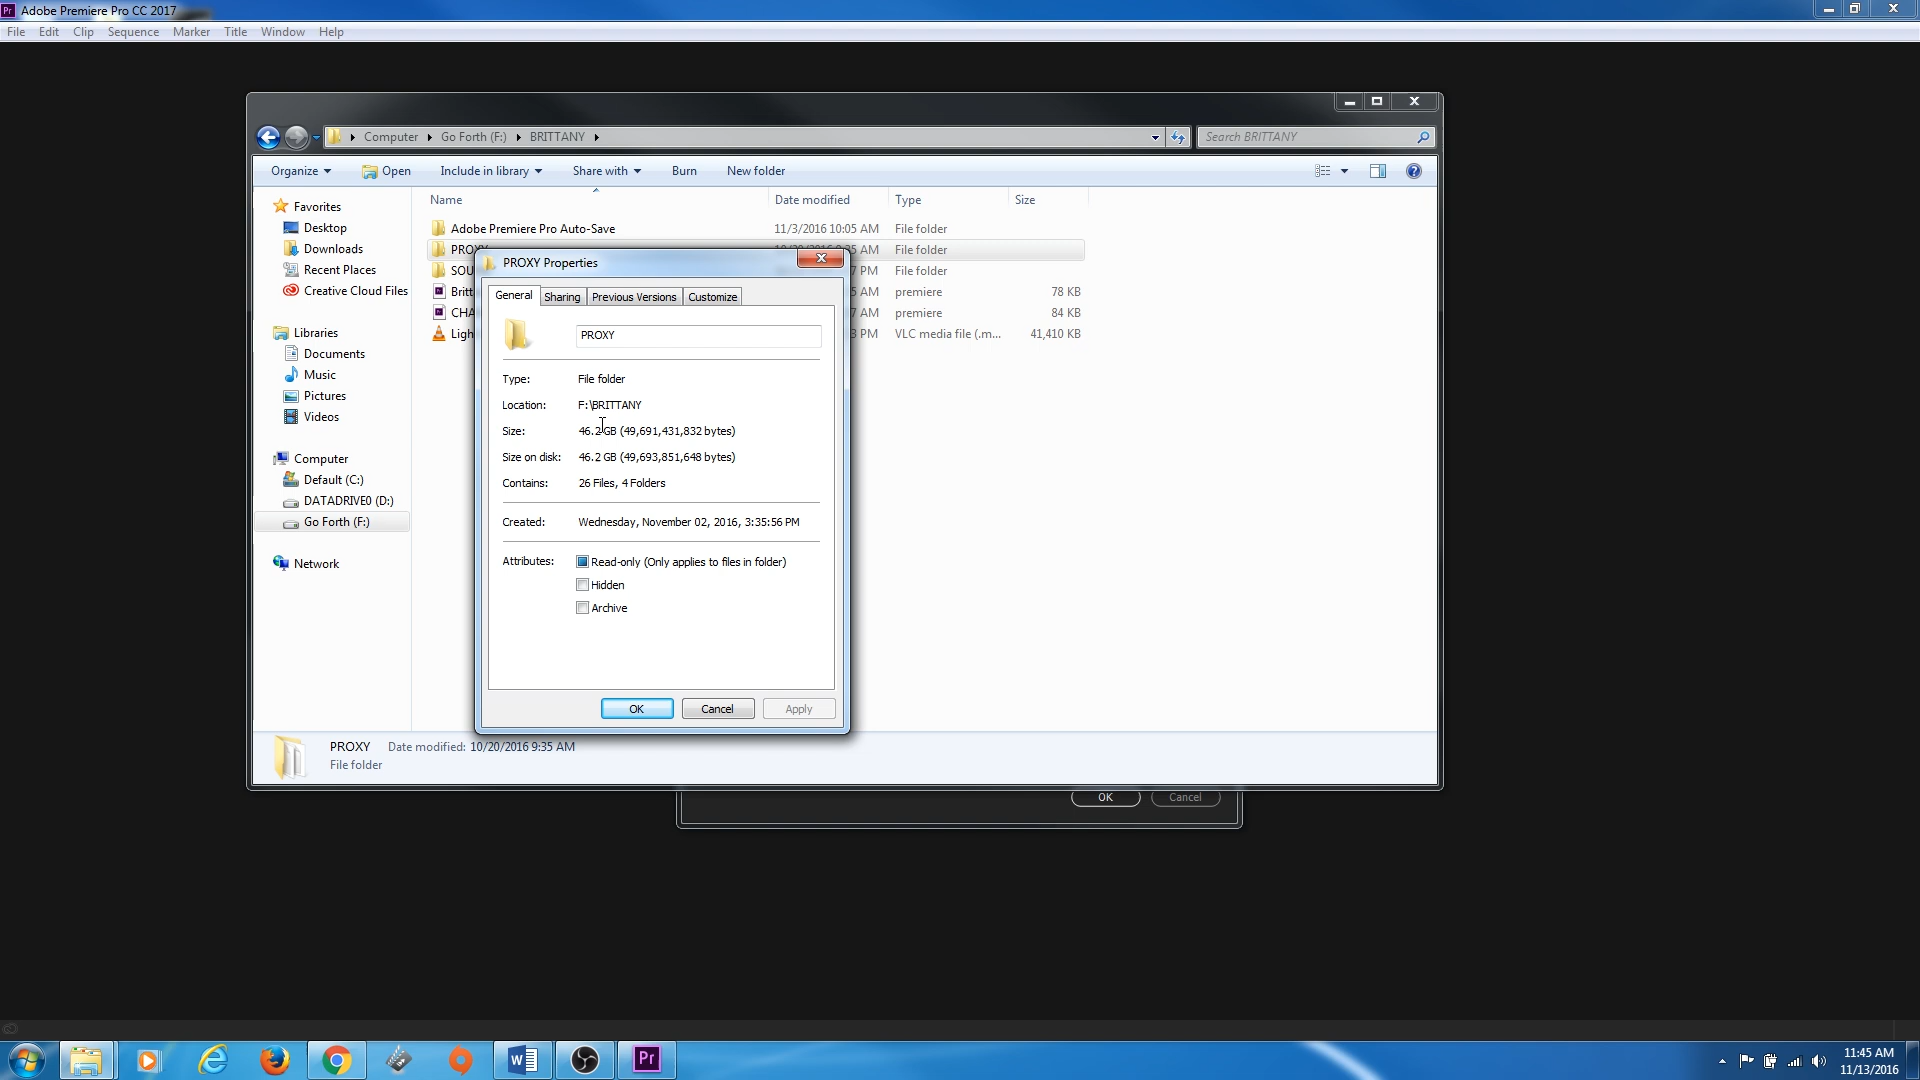 Pr Adobe Premiere Pro CC 2017
File Edit Clip Sequence Marker Title Window Help
Computer Go Forth (F:) BRITTANY Search BRITTANY
Organize Open Include in library Share with Burn New folder
Name Date modified Type Size
Favorites
Desktop
Downloads
Recent Places
Creative Cloud Files
Libraries
Documents
Music
Pictures
Videos
Computer
Default (C:)
DATADRIVE0 (D:)
Go Forth (F:)
Network
Adobe Premiere Pro Auto-Save 11/3/2016 10:05 AM File folder
File folder
SOU PM File folder
Britt AM premiere 78 KB
CHA AM premiere 84 KB
Ligh PM VLC media file (.m... 41,410 KB
PROXY Properties
General Sharing Previous Versions Customize
PROXY
Type: File folder
Location: F:\BRITTANY
Size: 46.2 GB (49,691,431,832 bytes)
Size on disk: 46.2 GB (49,693,851,648 bytes)
Contains: 26 Files, 4 Folders
Created: Wednesday, November 02, 2016, 3:35:56 PM
Attributes: Read-only (Only applies to files in folder)
Hidden
Archive
OK Cancel Apply
PROXY Date modified: 10/20/2016 9:35 AM
File folder
OK Cancel
W Pr
11:45 AM
11/13/2016